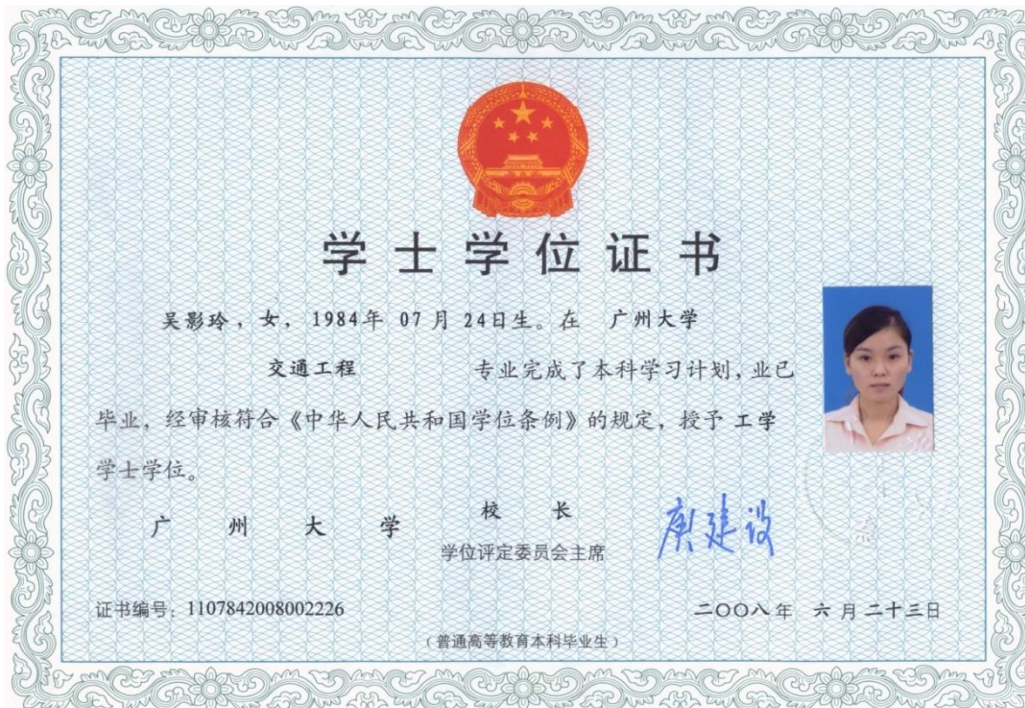 学士学位证书
吴影玲，女，1984年 07月 24日生。在 广州大学
交通工程 专业完成了本科学习计划，业已
毕业，经审核符合《中华人民共和国学位条例》的规定，授予 工学
学士学位。
广州大学 校长
学位评定委员会主席
庾建设
证书编号：1107842008002226
二〇〇八年 六月二十三日
（普通高等教育本科毕业生）